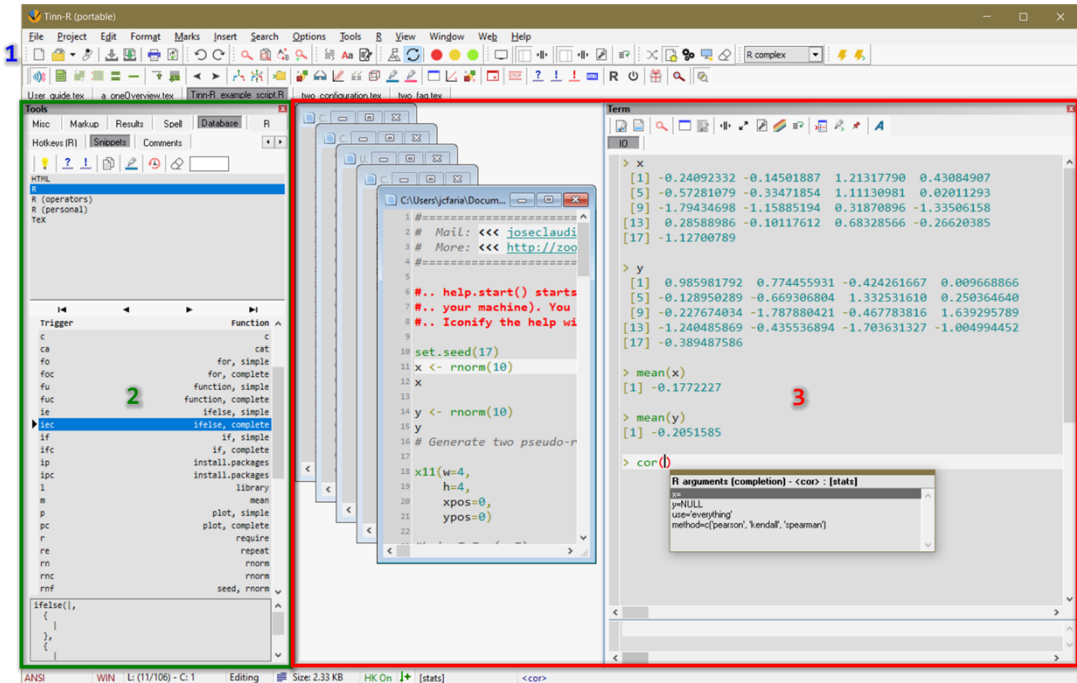 Tinn-R (portable)
File Project Edit Format Marks Insert Search Options Tools R View Window Web Help
1
R complex
R
User guide.tex a_oneOverview.tex Tinn-R_example_script.R two_configuration.tex two_faq.tex
Tools
Misc Markup Results Spell Database R
Hotkeys (R) Snippets Comments
HTML
R
R (operators)
R (personal)
TeX
Trigger Function
c c
ca cat
fo for, simple
foc for, complete
fu function, simple
fuc function, complete
ie ifelse, simple
iec ifelse, complete
if if, simple
ifc if, complete
ip install.packages
ipc install.packages
l library
m mean
p plot, simple
pc plot, complete
r require
re repeat
rn rnorm
rnc rnorm
rnf seed, rnorm
2
ifelse(|,
{
|
},
{
|
C.
C.
U.
C.
C:\Users\jcfaria\Docum...
1 #=======================
2 # Mail: <<< joseclaudi
3 # More: <<< http://zoo
4 #=======================
5
6 #.. help.start() starts
7 #.. your machine). You
8 #.. Iconify the help wi
9
10 set.seed(17)
11 x <- rnorm(10)
12 x
13
14 y <- rnorm(10)
15 y
16 # Generate two pseudo-r
17
18 x11(w=4,
19 h=4,
20 xpos=0,
21 ypos=0)
22
Term
IO
> x
[1] -0.24092332 -0.14501887 1.21317790 0.43084907
[5] -0.57281079 -0.33471854 1.11130981 0.02011293
[9] -1.79434698 -1.15885194 0.31870896 -1.33506158
[13] 0.28588986 -0.10117612 0.68328566 -0.26620385
[17] -1.12700789
> y
[1] 0.985981792 0.774455931 -0.424261667 0.009668866
[5] -0.128950289 -0.669306804 1.332531610 0.250364640
[9] -0.227674034 -1.787880421 -0.467783816 1.639295789
[13] -1.240485869 -0.435536894 -1.703631327 -1.004994452
[17] -0.389487586
> mean(x)
[1] -0.1772227
3
> mean(y)
[1] -0.2051585
> cor()
R arguments (completion) - <cor> : [stats]
x=
y=NULL
use='everything'
method=c('pearson', 'kendall', 'spearman')
ANSI WIN L: (11/106) - C: 1 Editing Size: 2.33 KB HK On [stats] <cor>